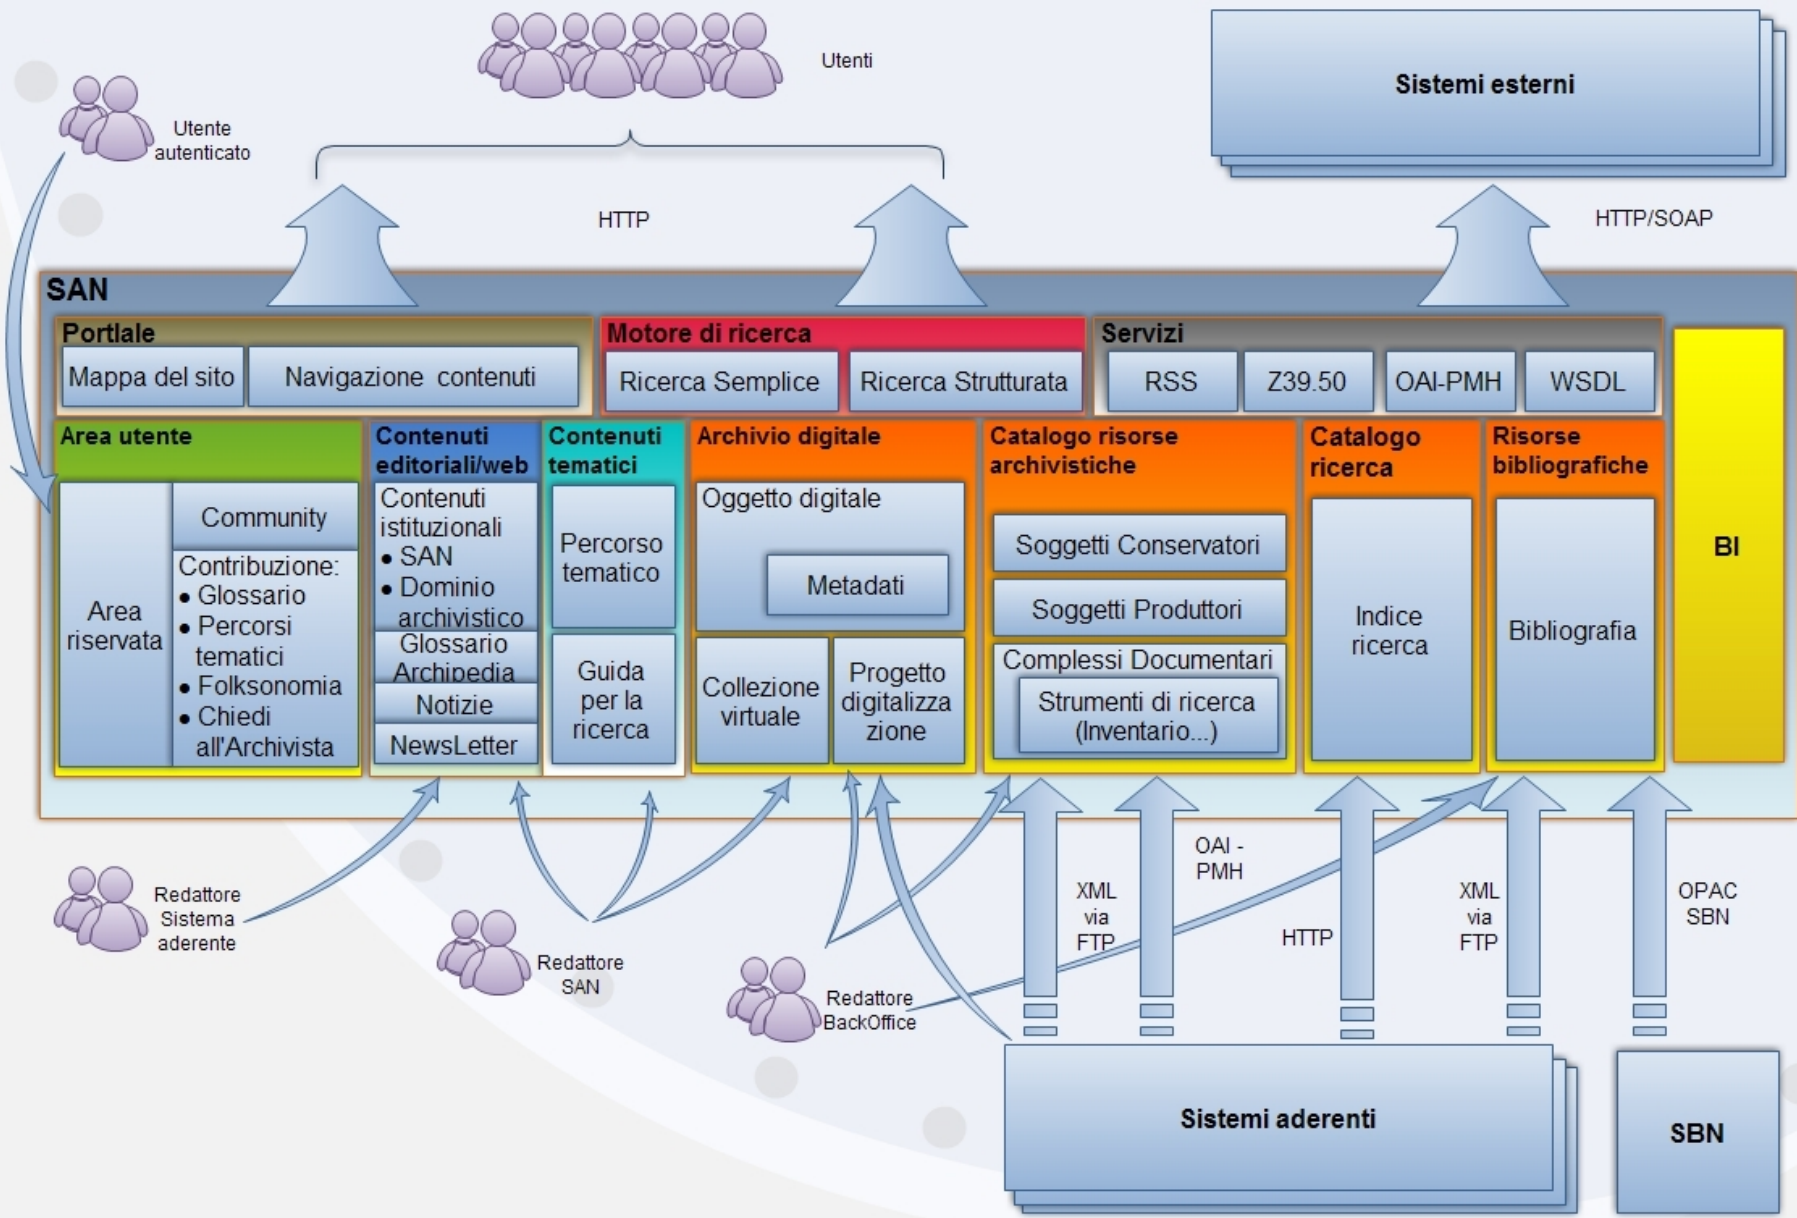 Utenti
Sistemi esterni
Utente
autenticato
HTTP
HTTP/SOAP
SAN
Portlale
Mappa del sito
Navigazione contenuti
Motore di ricerca
Ricerca Semplice
Ricerca Strutturata
Servizi
RSS
Z39.50
OAI-PMH
WSDL
BI
Area utente
Area
riservata
Community
Contribuzione:
• Glossario
• Percorsi
tematici
• Folksonomia
• Chiedi
all'Archivista
Contenuti
editoriali/web
Contenuti
istituzionali
• SAN
• Dominio
archivistico
Glossario
Archipedia
Notizie
NewsLetter
Contenuti
tematici
Percorso
tematico
Guida
per la
ricerca
Archivio digitale
Oggetto digitale
Metadati
Collezione
virtuale
Progetto
digitalizza
zione
Catalogo risorse
archivistiche
Soggetti Conservatori
Soggetti Produttori
Complessi Documentari
Strumenti di ricerca
(Inventario...)
Catalogo
ricerca
Indice
ricerca
Risorse
bibliografiche
Bibliografia
Redattore
Sistema
aderente
Redattore
SAN
Redattore
BackOffice
XML
via
FTP
OAI -
PMH
HTTP
XML
via
FTP
OPAC
SBN
Sistemi aderenti
SBN